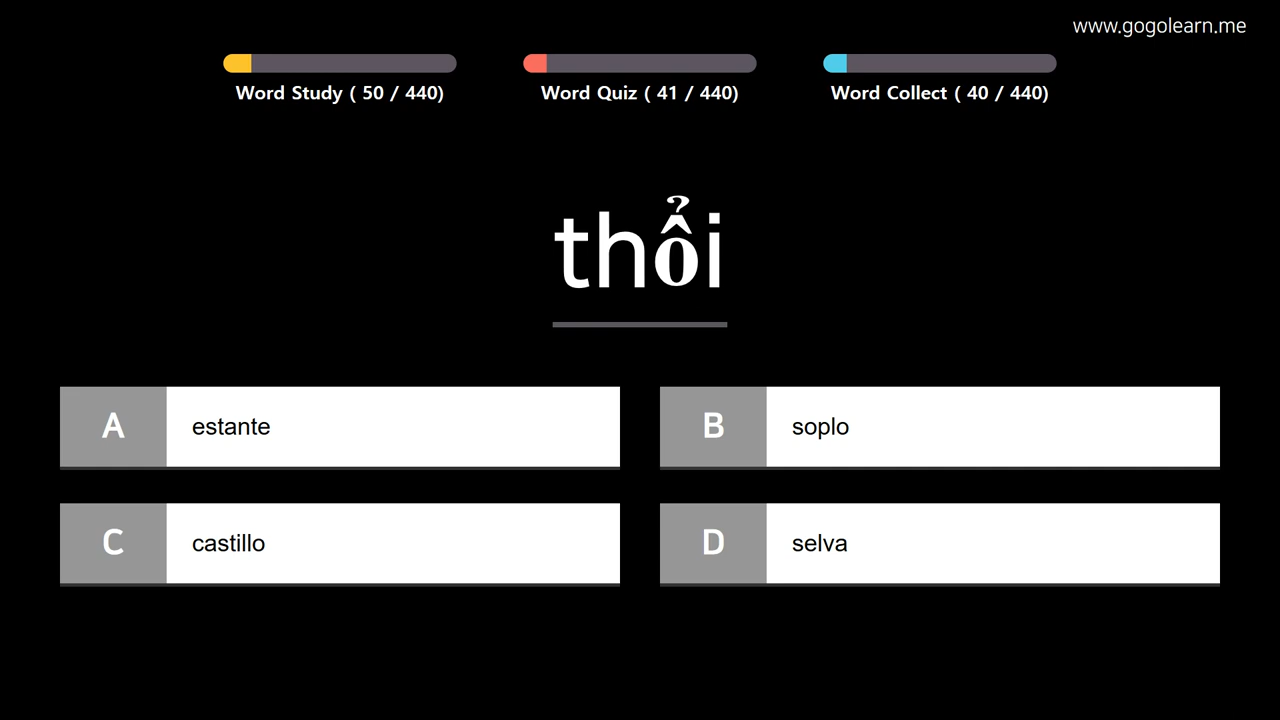 www.gogolearn.me
Word Study ( 50 / 440)
Word Quiz ( 41 / 440)
Word Collect ( 40 / 440)
thổi
A estante
B soplo
C castillo
D selva